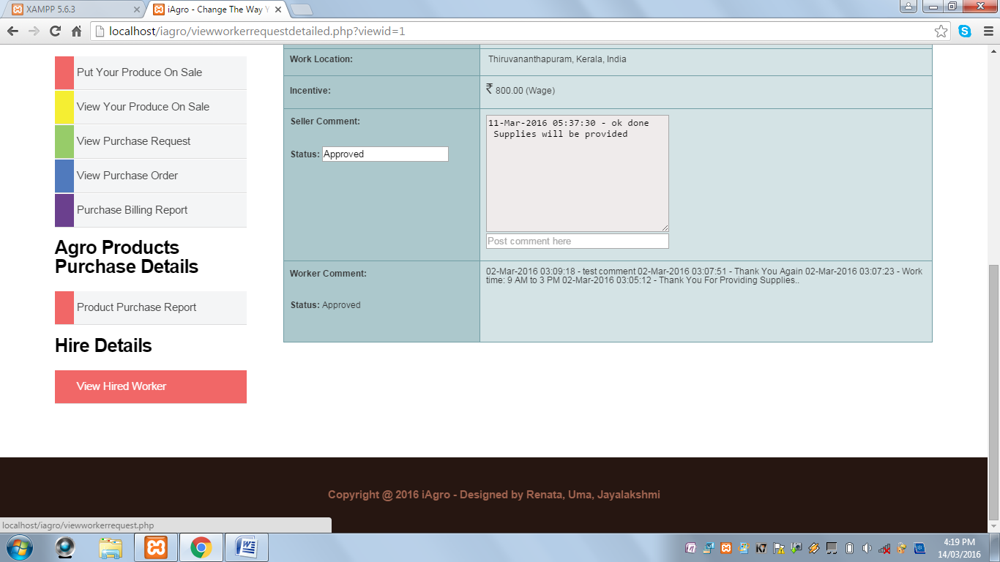 XAMPP 5.6.3
iAgro - Change The Way Y
localhost/iagro/viewworkerrequestdetailed.php?viewid=1
Put Your Produce On Sale
View Your Produce On Sale
View Purchase Request
View Purchase Order
Purchase Billing Report
Agro Products
Purchase Details
Product Purchase Report
Hire Details
View Hired Worker
Work Location:
Thiruvananthapuram, Kerala, India
Incentive:
₹ 800.00 (Wage)
Seller Comment:
Status: Approved
11-Mar-2016 05:37:30 - ok done
Supplies will be provided
Post comment here
Worker Comment:
Status: Approved
02-Mar-2016 03:09:18 - test comment 02-Mar-2016 03:07:51 - Thank You Again 02-Mar-2016 03:07:23 - Work
time: 9 AM to 3 PM 02-Mar-2016 03:05:12 - Thank You For Providing Supplies..
Copyright @ 2016 iAgro - Designed by Renata, Uma, Jayalakshmi
localhost/iagro/viewworkerrequest.php
K7
4:19 PM
14/03/2016